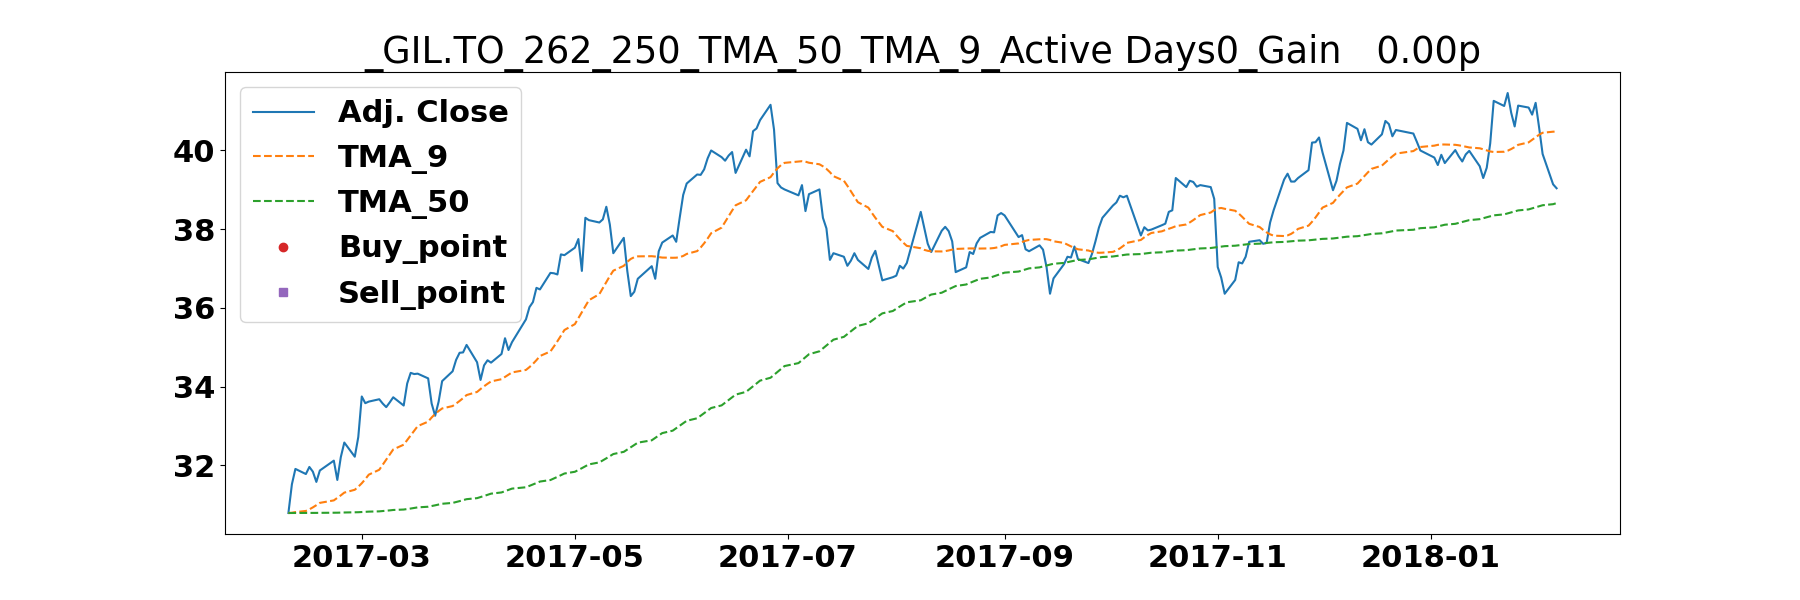 _GIL.TO_262_250_TMA_50_TMA_9_Active Days0_Gain   0.00p
Adj. Close
TMA_9
TMA_50
Buy_point
Sell_point
40
38
36
34
32
2017-03 2017-05 2017-07 2017-09 2017-11 2018-01